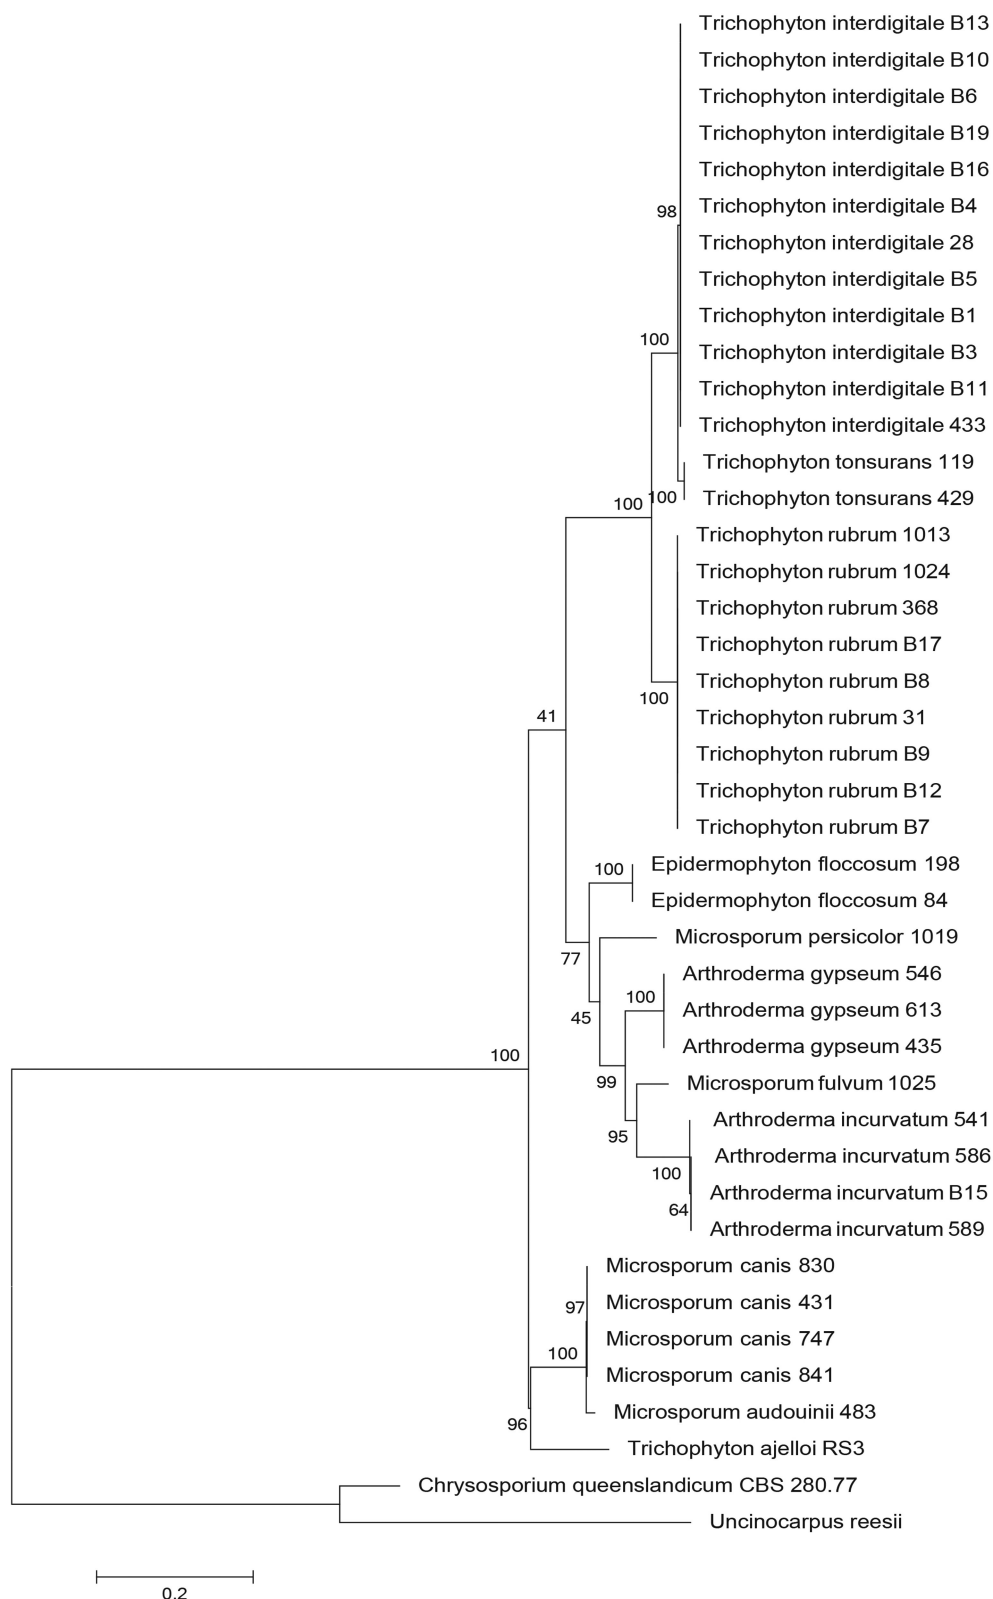 Trichophyton interdigitale B13
Trichophyton interdigitale B10
Trichophyton interdigitale B6
Trichophyton interdigitale B19
Trichophyton interdigitale B16
Trichophyton interdigitale B4
98
Trichophyton interdigitale 28
Trichophyton interdigitale B5
Trichophyton interdigitale B1
100
Trichophyton interdigitale B3
Trichophyton interdigitale B11
Trichophyton interdigitale 433
Trichophyton tonsurans 119
100
Trichophyton tonsurans 429
100
Trichophyton rubrum 1013
Trichophyton rubrum 1024
Trichophyton rubrum 368
Trichophyton rubrum B17
Trichophyton rubrum B8
100
Trichophyton rubrum 31
41
Trichophyton rubrum B9
Trichophyton rubrum B12
Trichophyton rubrum B7
Epidermophyton floccosum 198
100
Epidermophyton floccosum 84
Microsporum persicolor 1019
77
Arthroderma gypseum 546
100
Arthroderma gypseum 613
45
Arthroderma gypseum 435
100
Microsporum fulvum 1025
99
Arthroderma incurvatum 541
95
Arthroderma incurvatum 586
100
Arthroderma incurvatum B15
64
Arthroderma incurvatum 589
Microsporum canis 830
97
Microsporum canis 431
Microsporum canis 747
100
Microsporum canis 841
Microsporum audouinii 483
96
Trichophyton ajelloi RS3
Chrysosporium queenslandicum CBS 280.77
Uncinocarpus reesii
0.2